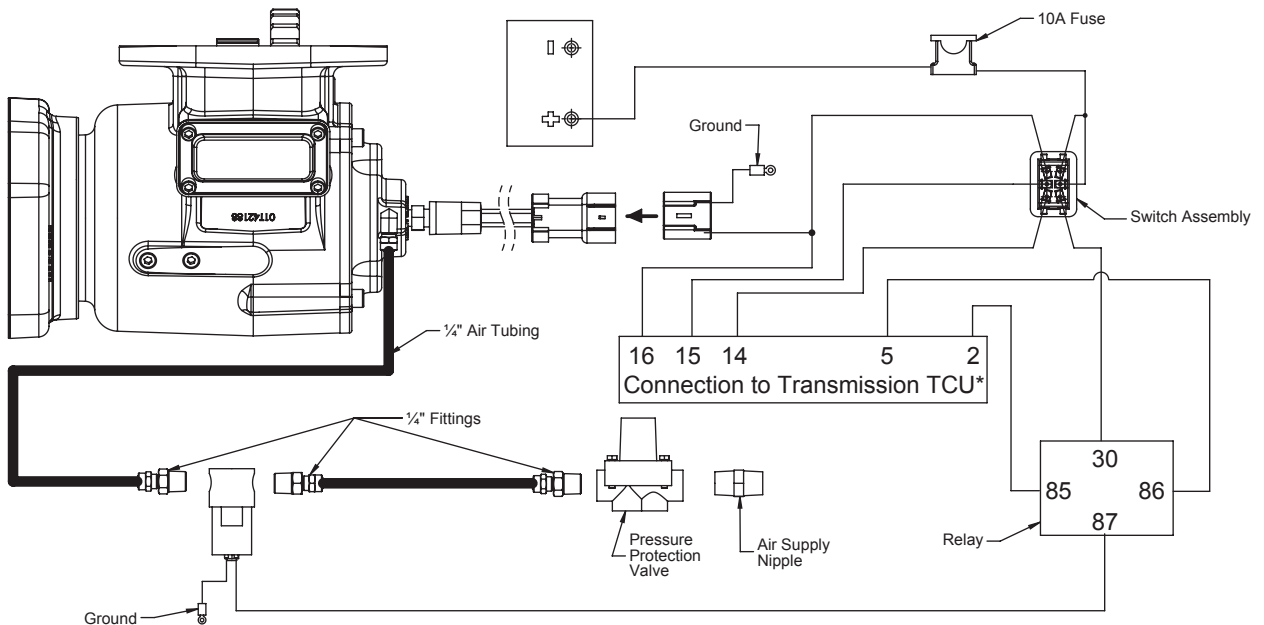 10A Fuse
Ground
Switch Assembly
01T42188
¼" Air Tubing
16 15 14 5 2
Connection to Transmission TCU*
¼" Fittings
30
85 86
87
Relay
Pressure
Protection
Valve
Air Supply
Nipple
Ground